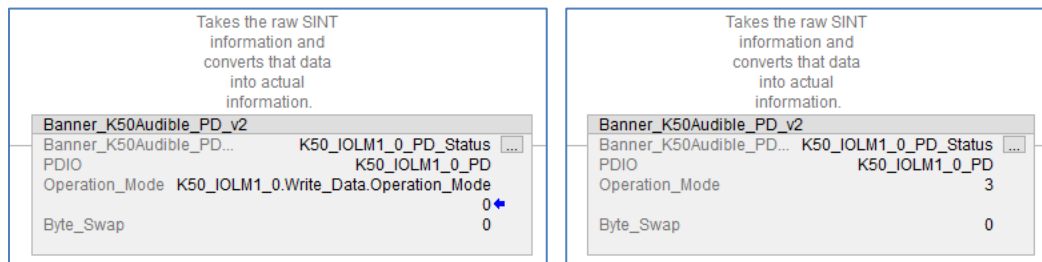 Takes the raw SINT
information and
converts that data
into actual
information.
Banner_K50Audible_PD_v2
Banner_K50Audible_PD... K50_IOLM1_0_PD_Status ...
PDIO K50_IOLM1_0_PD
Operation_Mode K50_IOLM1_0.Write_Data.Operation_Mode
0
Byte_Swap 0
Takes the raw SINT
information and
converts that data
into actual
information.
Banner_K50Audible_PD_v2
Banner_K50Audible_PD... K50_IOLM1_0_PD_Status ...
PDIO K50_IOLM1_0_PD
Operation_Mode 3
Byte_Swap 0